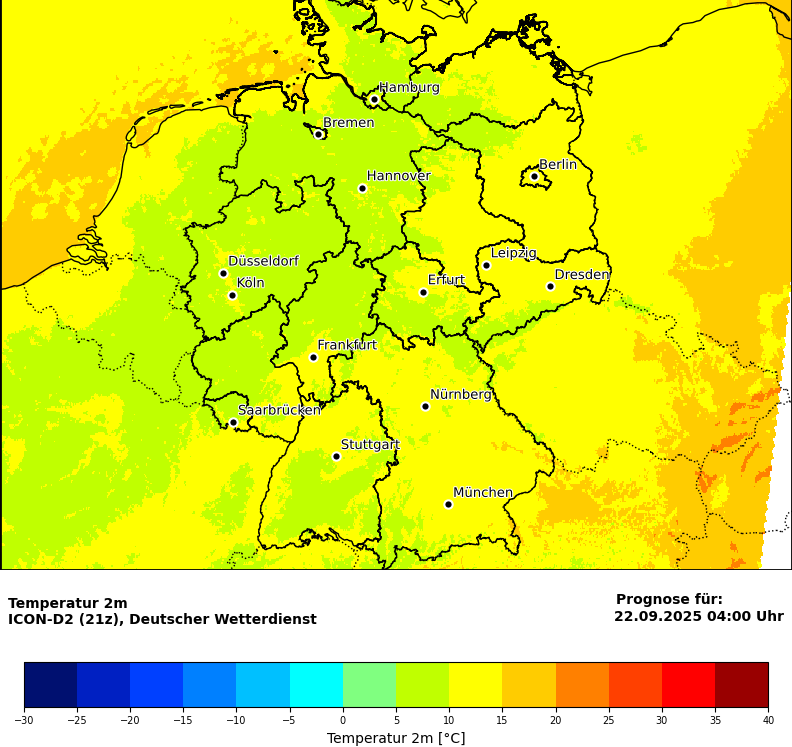 Hamburg
Bremen
Berlin
Hannover
Leipzig
Düsseldorf
Dresden
Köln
Erfurt
Frankfurt
Nürnberg
Saarbrücken
Stuttgart
München
Temperatur 2m
ICON-D2 (21z), Deutscher Wetterdienst
Prognose für:
22.09.2025 04:00 Uhr
−30 −25 −20 −15 −10 −5 0 5 10 15 20 25 30 35 40
Temperatur 2m [°C]